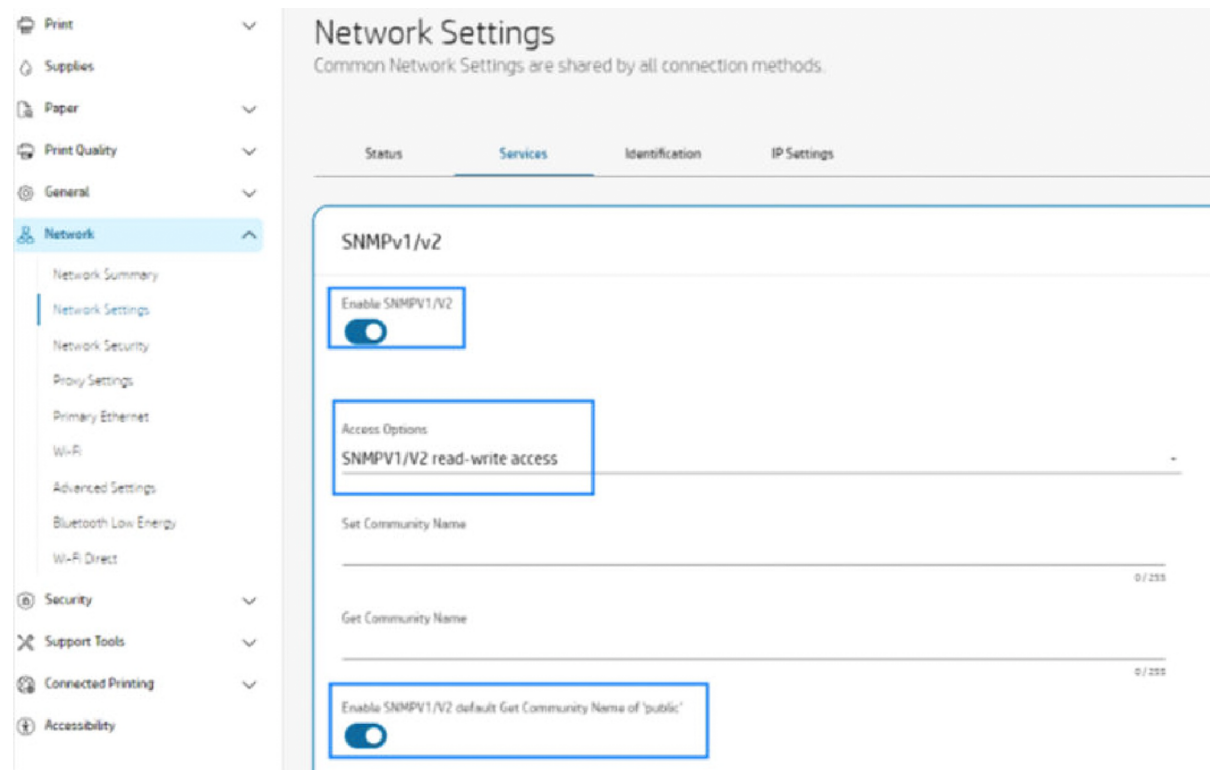 Print
Supplies
Paper
Print Quality
General
Network
Network Summary
Network Settings
Network Security
Proxy Settings
Primary Ethernet
Wi-Fi
Advanced Settings
Bluetooth Low Energy
Wi-Fi Direct
Security
Support Tools
Connected Printing
Accessibility
Network Settings
Common Network Settings are shared by all connection methods.
Status Services Identification IP Settings
SNMPv1/v2
Enable SNMPV1/V2
Access Options
SNMPV1/V2 read-write access
Set Community Name
0/255
Get Community Name
0/255
Enable SNMPV1/V2 default Get Community Name of 'public'